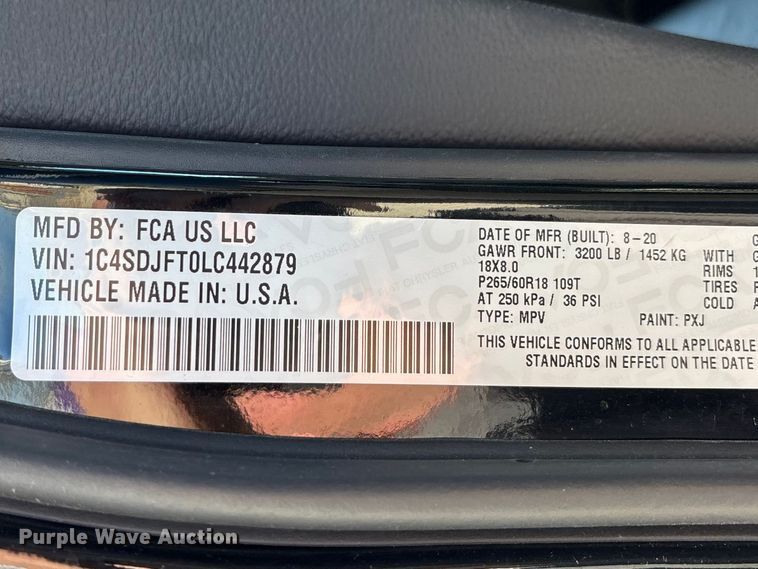 MFD BY: FCA US LLC
VIN: 1C4SDJFT0LC442879
VEHICLE MADE IN: U.S.A.
DATE OF MFR (BUILT): 8-20
GAWR FRONT: 3200 LB / 1452 KG WITH
18X8.0 RIMS
P265/60R18 109T TIRES
AT 250 kPa / 36 PSI COLD
TYPE: MPV PAINT: PXJ
THIS VEHICLE CONFORMS TO ALL APPLICABLE
STANDARDS IN EFFECT ON THE DATE
Purple Wave Auction